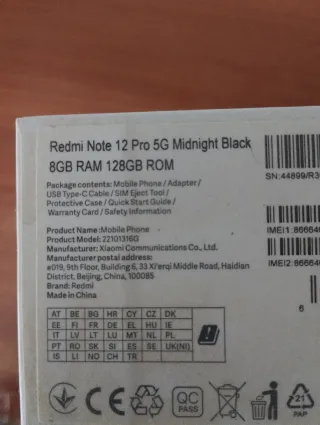 Redmi Note 12 Pro 5G Midnight Black
8GB RAM 128GB ROM
Package contents: Mobile Phone / Adapter /
USB Type-C Cable / SIM Eject Tool /
Protective Case / Quick Start Guide /
Warranty Card / Safety Information
SN:44899/R3
Product Name:Mobile Phone
Product Model: 22101316G
Manufacturer: Xiaomi Communications Co., Ltd.
Manufacturer postal address:
#019, 9th Floor, Building 6, 33 Xi'erqi Middle Road, Haidian
District, Beijing, China, 100085
Brand: Redmi
Made in China
IMEI1:866646
IMEI2:866646
6
AT BE BG HR CY CZ DK
EE FI FR DE EL HU IE
IT LV LT LU MT NL PL
PT RO SK SI ES SE UK(NI)
IS LI NO CH TR
CE
QC
PASS
21
PAP